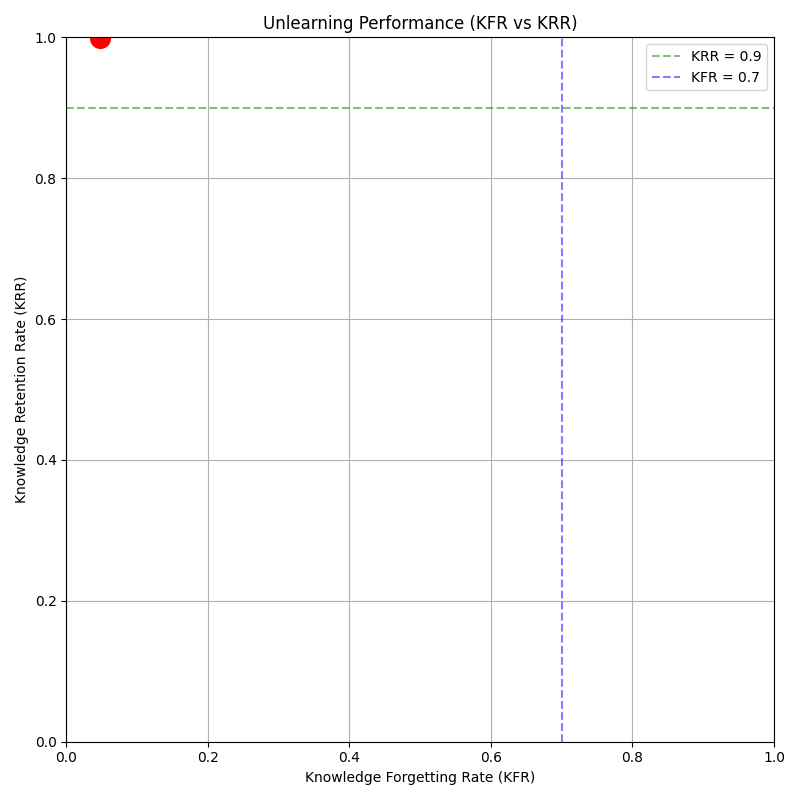 Unlearning Performance (KFR vs KRR)
KRR = 0.9
KFR = 0.7
Knowledge Retention Rate (KRR)
1.0
0.8
0.6
0.4
0.2
0.0
0.0 0.2 0.4 0.6 0.8 1.0
Knowledge Forgetting Rate (KFR)